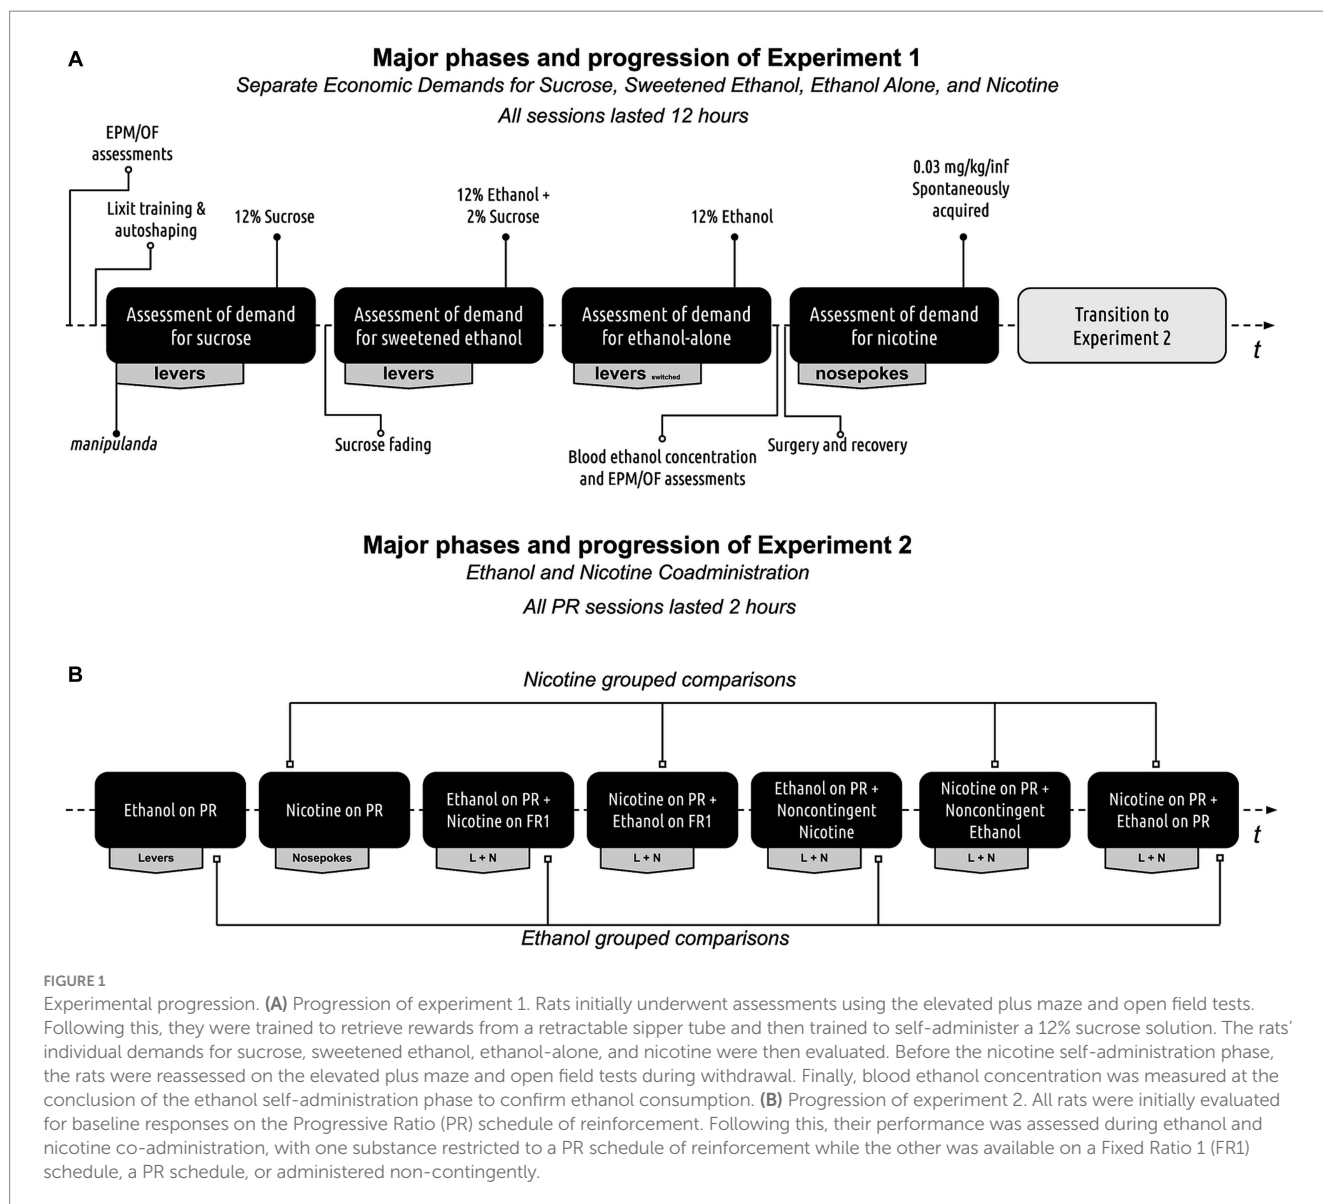 A
Major phases and progression of Experiment 1
Separate Economic Demands for Sucrose, Sweetened Ethanol, Ethanol Alone, and Nicotine
All sessions lasted 12 hours
EPM/OF
assessments
Lixit training &
autoshaping
12% Sucrose
12% Ethanol +
2% Sucrose
12% Ethanol
0.03 mg/kg/inf
Spontaneously
acquired
Assessment of demand
for sucrose
Assessment of demand
for sweetened ethanol
Assessment of demand
for ethanol-alone
Assessment of demand
for nicotine
Transition to
Experiment 2
t
levers
levers
levers switched
nosepokes
manipulanda
Sucrose fading
Blood ethanol concentration
and EPM/OF assessments
Surgery and recovery
Major phases and progression of Experiment 2
Ethanol and Nicotine Coadministration
All PR sessions lasted 2 hours
B
Nicotine grouped comparisons
Ethanol on PR
Nicotine on PR
Ethanol on PR +
Nicotine on FR1
Nicotine on PR +
Ethanol on FR1
Ethanol on PR +
Noncontingent
Nicotine
Nicotine on PR +
Noncontingent
Ethanol
Nicotine on PR +
Ethanol on PR
t
Levers
Nosepokes
L + N
L + N
L + N
L + N
L + N
Ethanol grouped comparisons
FIGURE 1
Experimental progression. (A) Progression of experiment 1. Rats initially underwent assessments using the elevated plus maze and open field tests.
Following this, they were trained to retrieve rewards from a retractable sipper tube and then trained to self-administer a 12% sucrose solution. The rats'
individual demands for sucrose, sweetened ethanol, ethanol-alone, and nicotine were then evaluated. Before the nicotine self-administration phase,
the rats were reassessed on the elevated plus maze and open field tests during withdrawal. Finally, blood ethanol concentration was measured at the
conclusion of the ethanol self-administration phase to confirm ethanol consumption. (B) Progression of experiment 2. All rats were initially evaluated
for baseline responses on the Progressive Ratio (PR) schedule of reinforcement. Following this, their performance was assessed during ethanol and
nicotine co-administration, with one substance restricted to a PR schedule of reinforcement while the other was available on a Fixed Ratio 1 (FR1)
schedule, a PR schedule, or administered non-contingently.